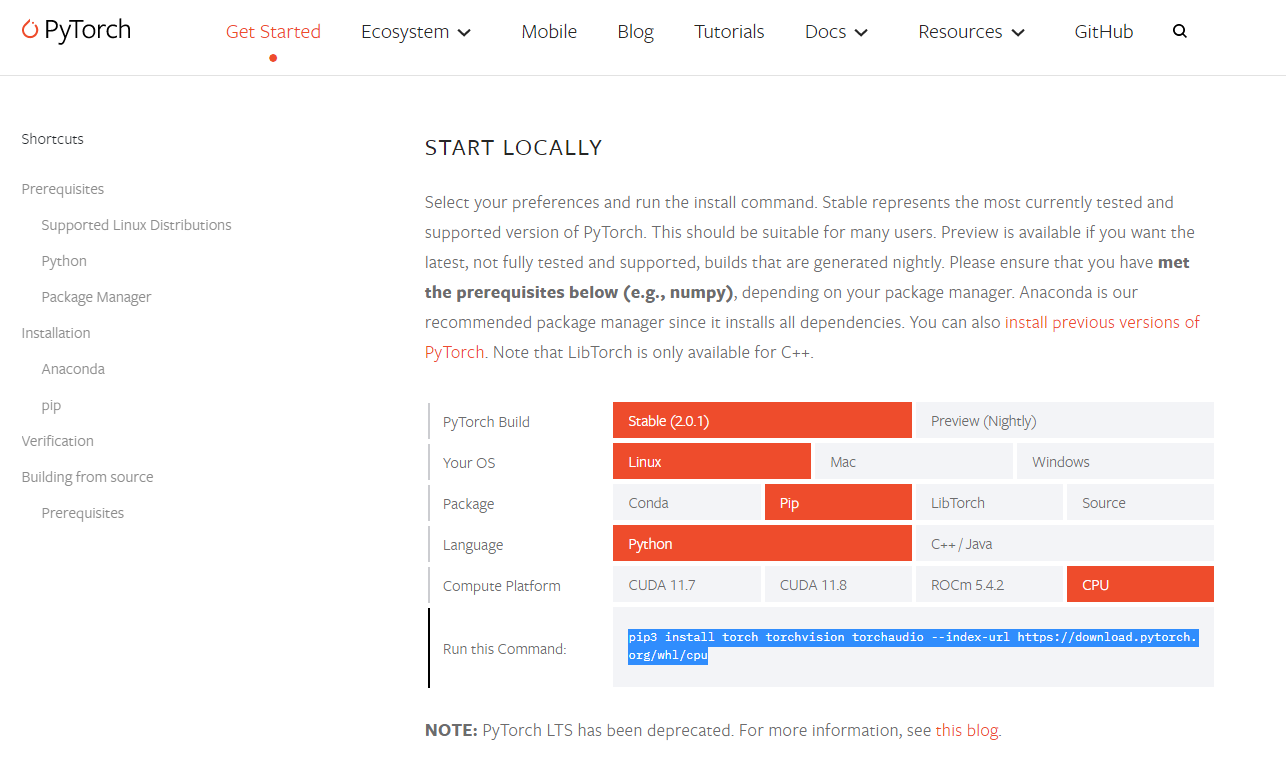 PyTorch
Get Started
Ecosystem
Mobile
Blog
Tutorials
Docs
Resources
GitHub
Shortcuts
Prerequisites
Supported Linux Distributions
Python
Package Manager
Installation
Anaconda
pip
Verification
Building from source
Prerequisites
START LOCALLY
Select your preferences and run the install command. Stable represents the most currently tested and
supported version of PyTorch. This should be suitable for many users. Preview is available if you want the
latest, not fully tested and supported, builds that are generated nightly. Please ensure that you have met
the prerequisites below (e.g., numpy), depending on your package manager. Anaconda is our
recommended package manager since it installs all dependencies. You can also install previous versions of
PyTorch. Note that LibTorch is only available for C++.
PyTorch Build
Stable (2.0.1)
Preview (Nightly)
Your OS
Linux
Mac
Windows
Package
Conda
Pip
LibTorch
Source
Language
Python
C++ / Java
Compute Platform
CUDA 11.7
CUDA 11.8
ROCm 5.4.2
CPU
Run this Command:
pip3 install torch torchvision torchaudio --index-url https://download.pytorch.
org/whl/cpu
NOTE: PyTorch LTS has been deprecated. For more information, see this blog.